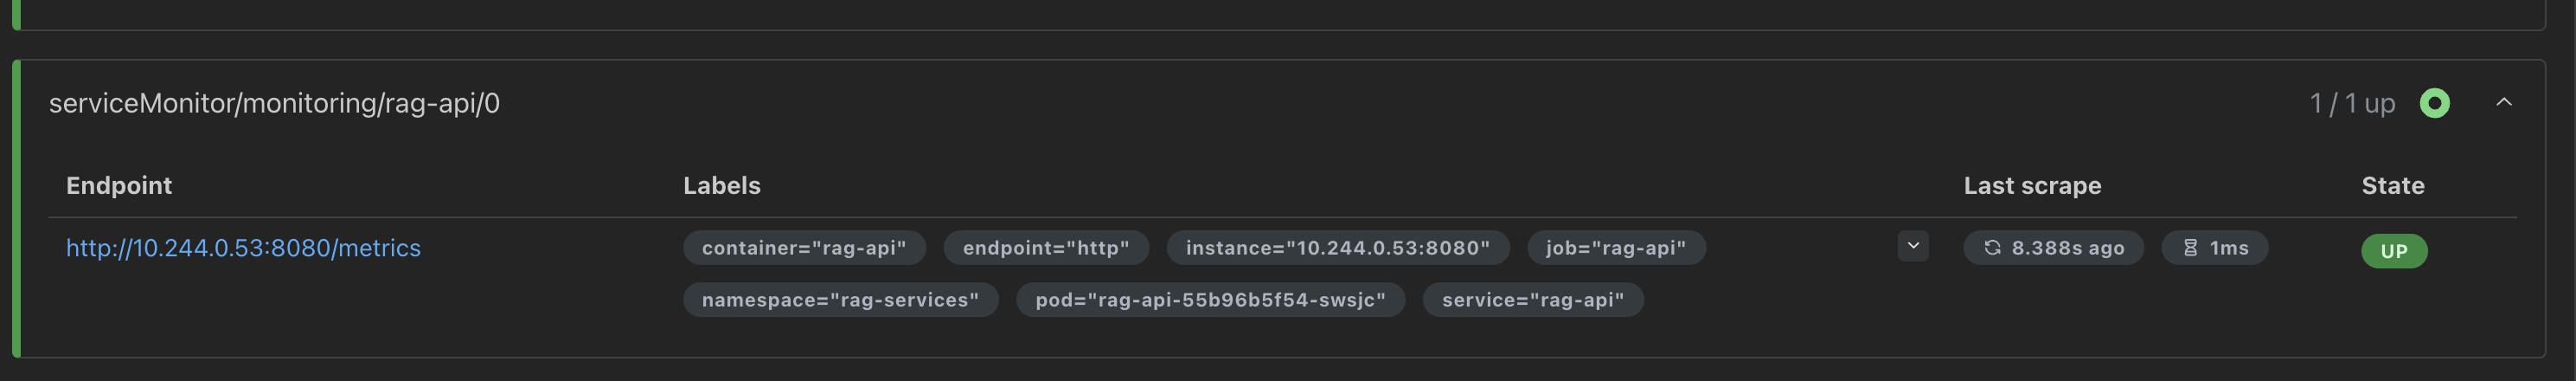 serviceMonitor/monitoring/rag-api/0 1 / 1 up
Endpoint Labels Last scrape State
http://10.244.0.53:8080/metrics container="rag-api" endpoint="http" instance="10.244.0.53:8080" job="rag-api" 8.388s ago 1ms UP
namespace="rag-services" pod="rag-api-55b96b5f54-swsjc" service="rag-api"